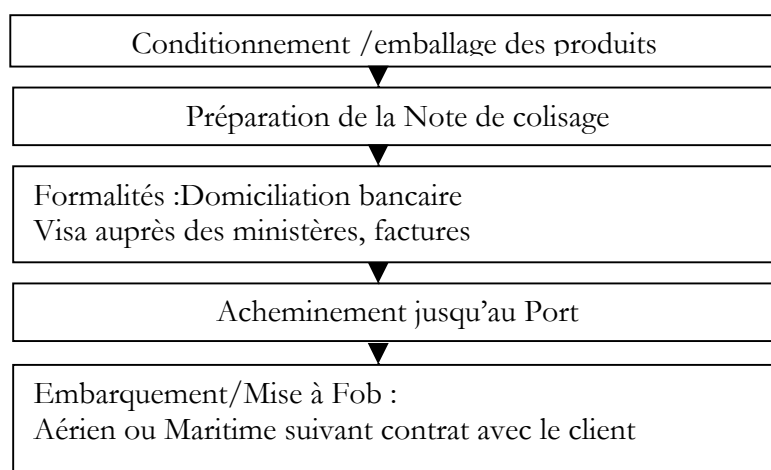 Conditionnement /emballage des produits
Préparation de la Note de colisage
Formalités :Domiciliation bancaire
Visa auprès des ministères, factures
Acheminement jusqu’au Port
Embarquement/Mise à Fob :
Aérien ou Maritime suivant contrat avec le client